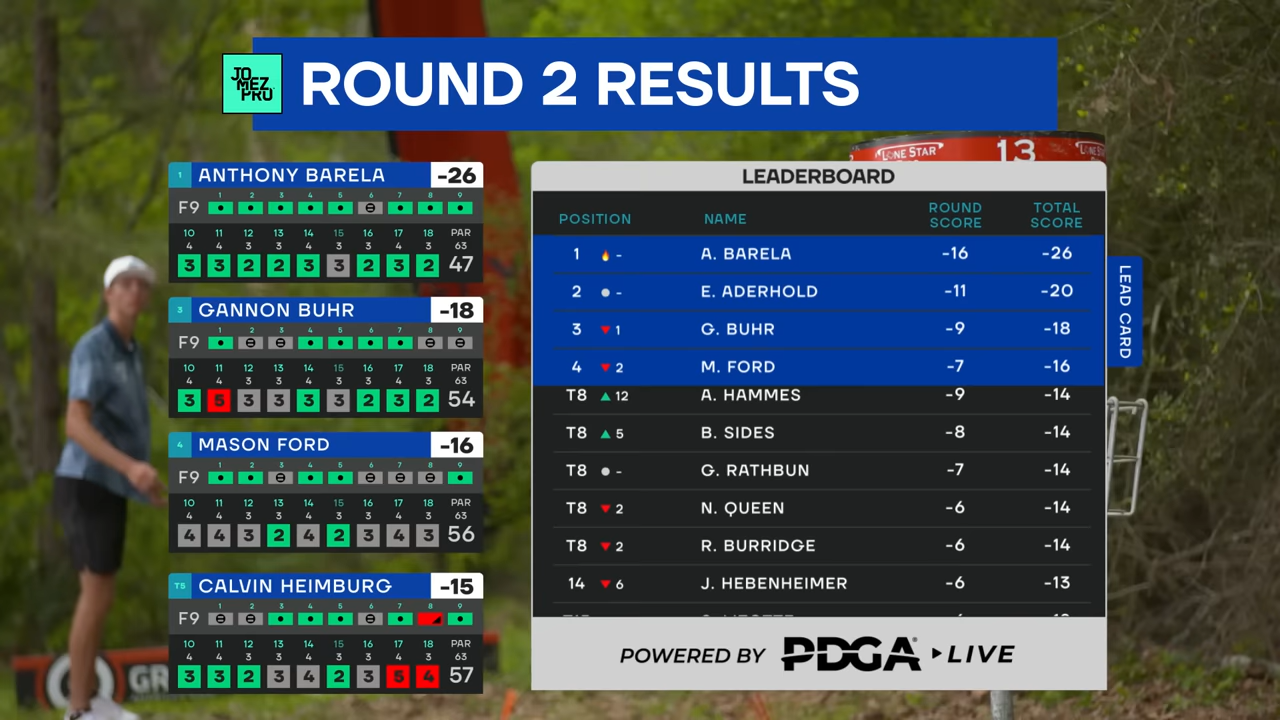 JO
MEZ
PRO
ROUND 2 RESULTS
1 ANTHONY BARELA -26
1 2 3 4 5 6 7 8 9
F9
10 11 12 13 14 15 16 17 18 PAR
4 4 3 3 4 3 3 4 3 63
3 3 2 2 3 3 2 3 2 47
3 GANNON BUHR -18
1 2 3 4 5 6 7 8 9
F9
10 11 12 13 14 15 16 17 18 PAR
4 4 3 3 4 3 3 4 3 63
3 5 3 3 3 3 2 3 2 54
4 MASON FORD -16
1 2 3 4 5 6 7 8 9
F9
10 11 12 13 14 15 16 17 18 PAR
4 4 3 3 4 3 3 4 3 63
4 4 3 2 4 2 3 4 3 56
T5 CALVIN HEIMBURG -15
1 2 3 4 5 6 7 8 9
F9
10 11 12 13 14 15 16 17 18 PAR
4 4 3 3 4 3 3 4 3 63
3 3 2 3 4 2 3 5 4 57
LONE STAR 13
LEADERBOARD
POSITION NAME ROUND SCORE TOTAL SCORE
1 - A. BARELA -16 -26
2 - E. ADERHOLD -11 -20
3 1 G. BUHR -9 -18
4 2 M. FORD -7 -16
T8 12 A. HAMMES -9 -14
T8 5 B. SIDES -8 -14
T8 - G. RATHBUN -7 -14
T8 2 N. QUEEN -6 -14
T8 2 R. BURRIDGE -6 -14
14 6 J. HEBENHEIMER -6 -13
LEAD CARD
POWERED BY PDGA LIVE
GR